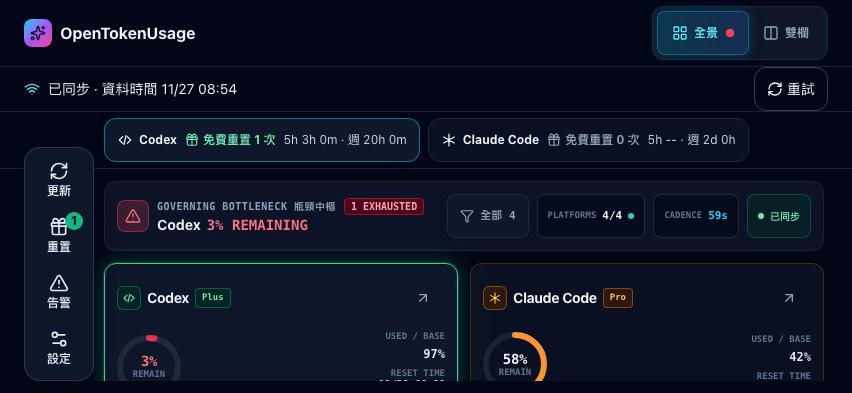 OpenTokenUsage
全景
雙欄
已同步 · 資料時間 11/27 08:54
重試
Codex 免費重置 1 次 5h 3h 0m · 週 20h 0m
Claude Code 免費重置 0 次 5h -- · 週 2d 0h
更新
1
重置
告警
設定
GOVERNING BOTTLENECK 瓶頸中樞 1 EXHAUSTED
Codex 3% REMAINING
全部 4
PLATFORMS 4/4
CADENCE 59s
已同步
Codex Plus
3%
REMAIN
USED / BASE
97%
RESET TIME
Claude Code Pro
58%
REMAIN
USED / BASE
42%
RESET TIME